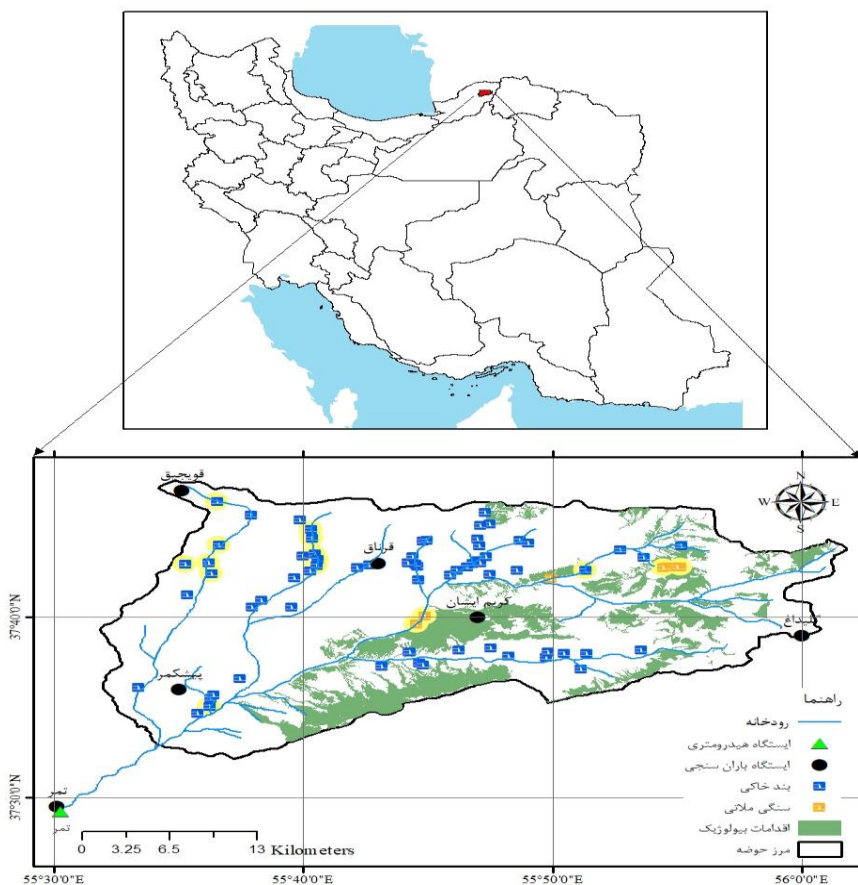 قویجیق
N
W E
S
قرناق
کریم ایشان
پیشکمر
تمر
تمر
37°40'0"N
37°30'0"N
راهنما
رودخانه
ایستگاه هیدرومتری
ایستگاه باران سنجی
بند خاکی
سنگی ملاتی
اقدامات بیولوژیک
مرز حوضه
0 3.25 6.5 13 Kilometers
55°30'0"E 55°40'0"E 55°50'0"E 56°0'0"E